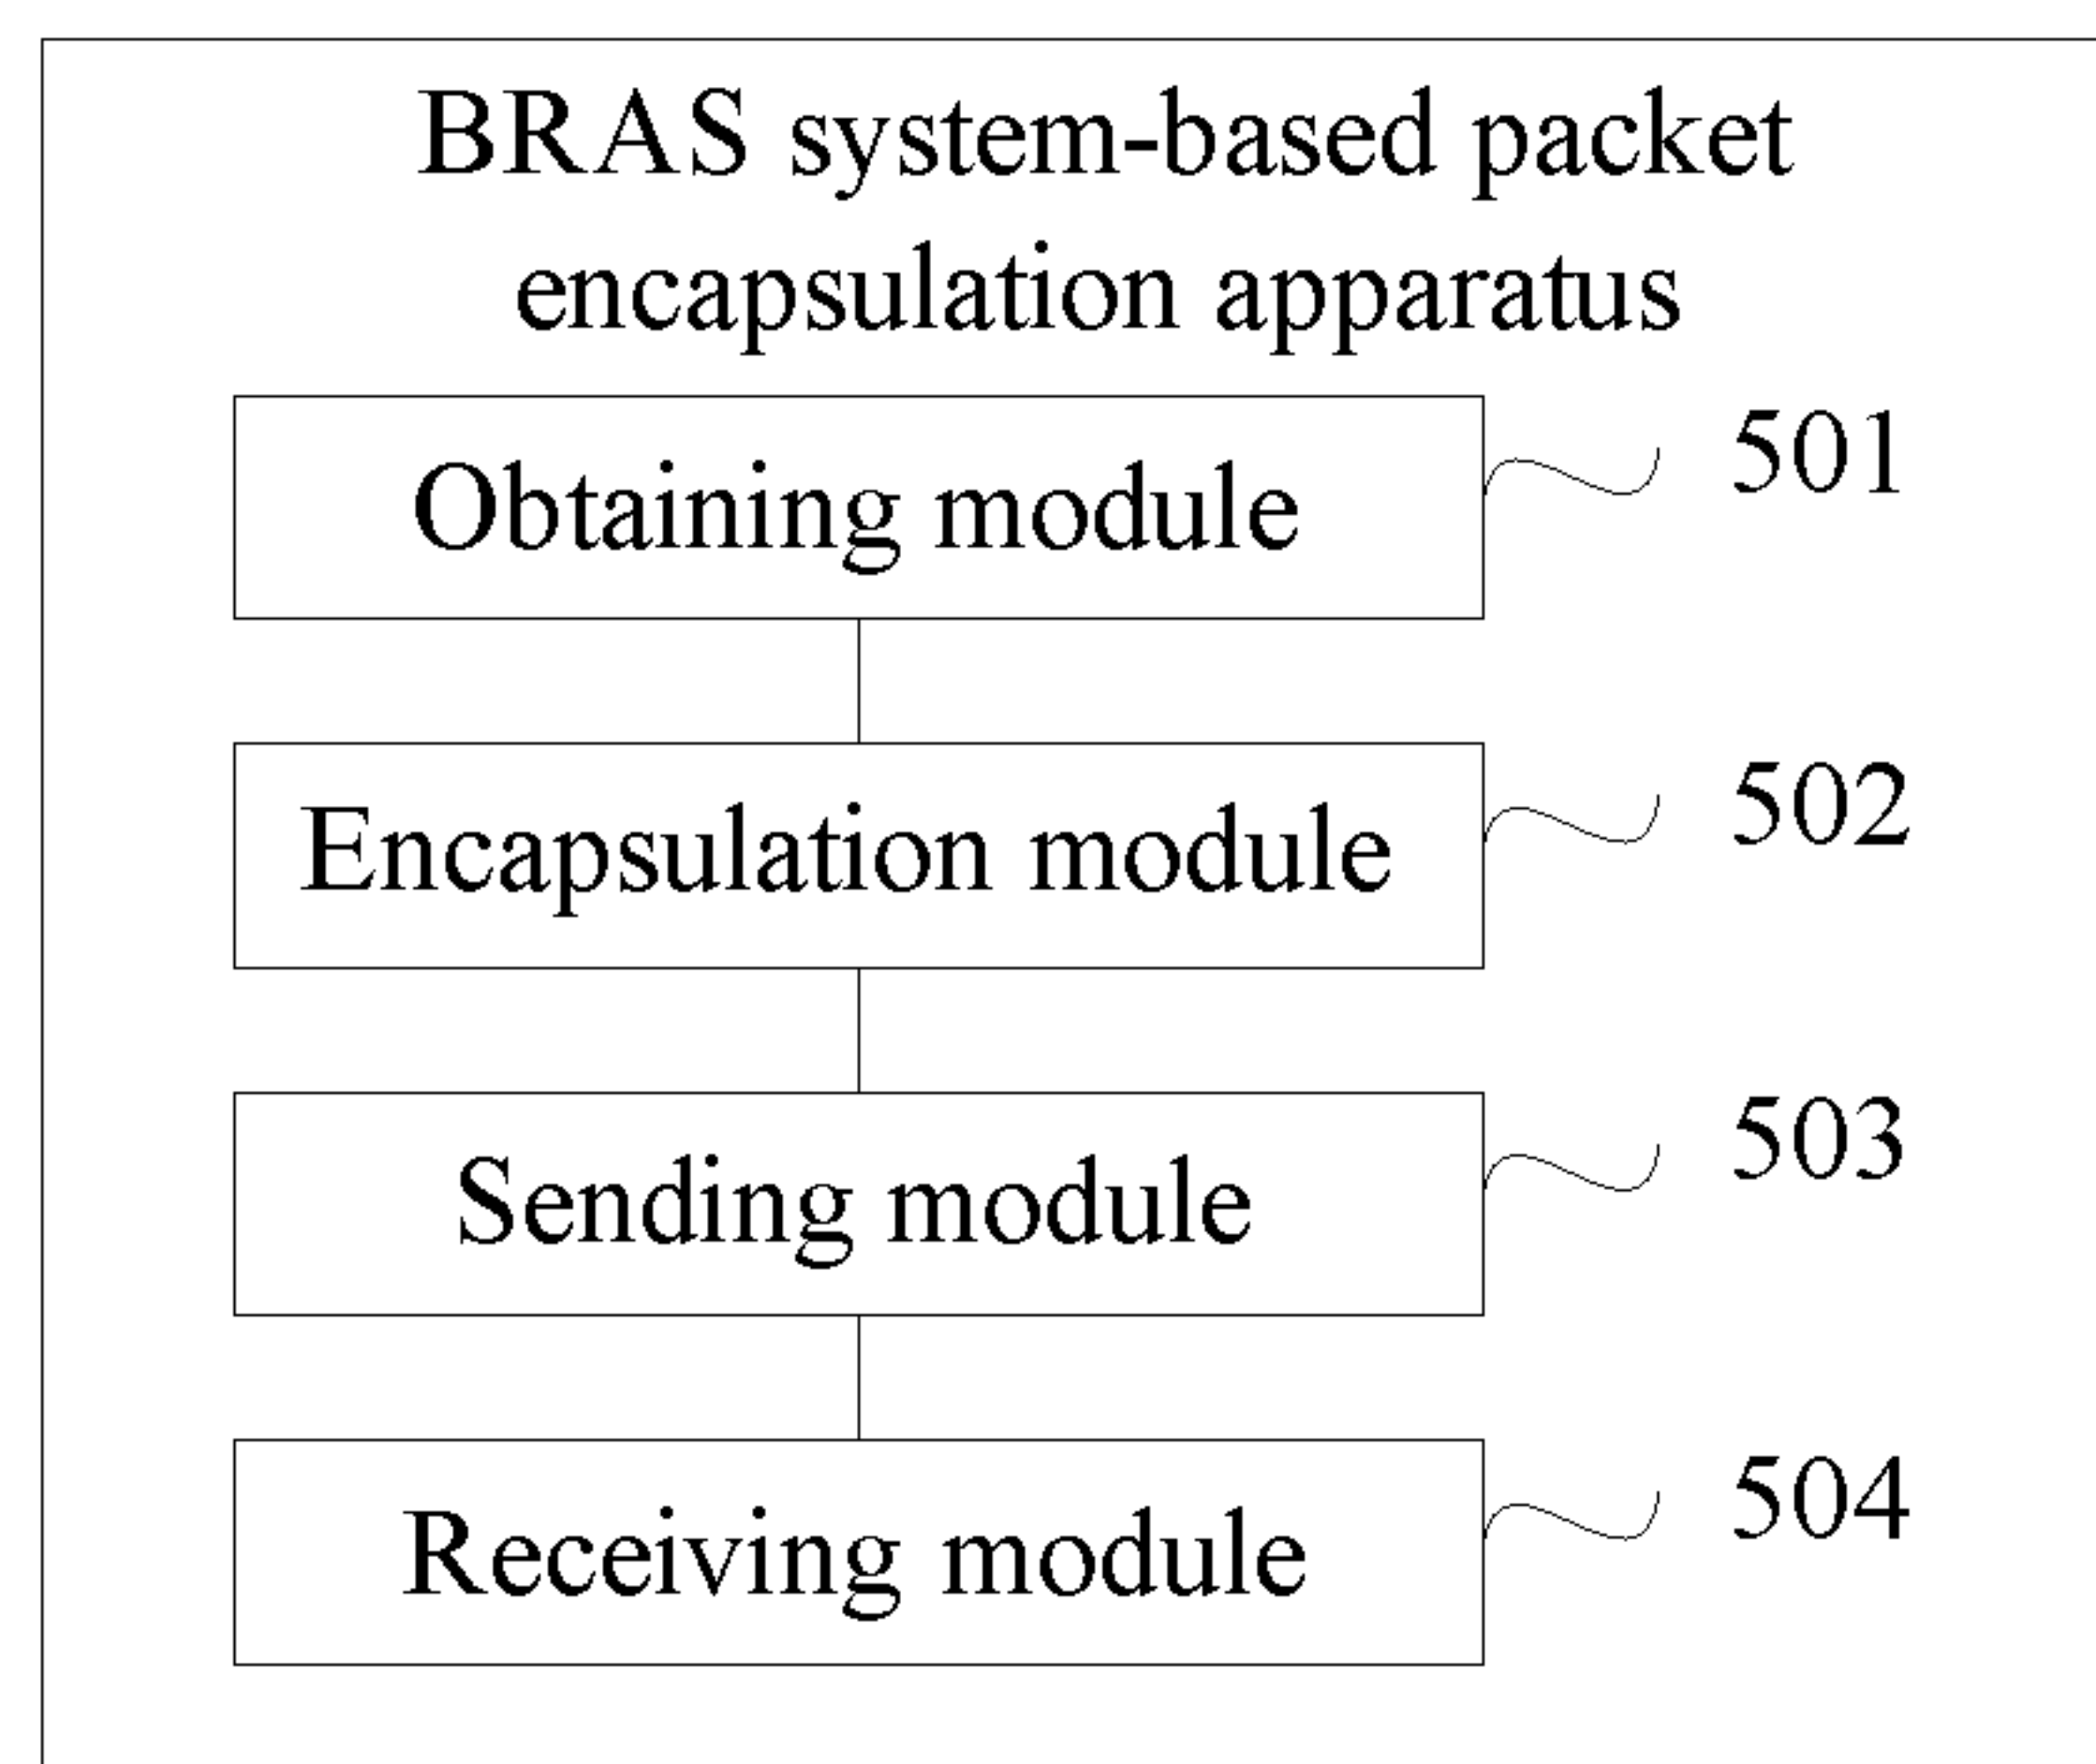 BRAS system-based packet
encapsulation apparatus
Obtaining module
501
Encapsulation module
502
Sending module
503
Receiving module
504